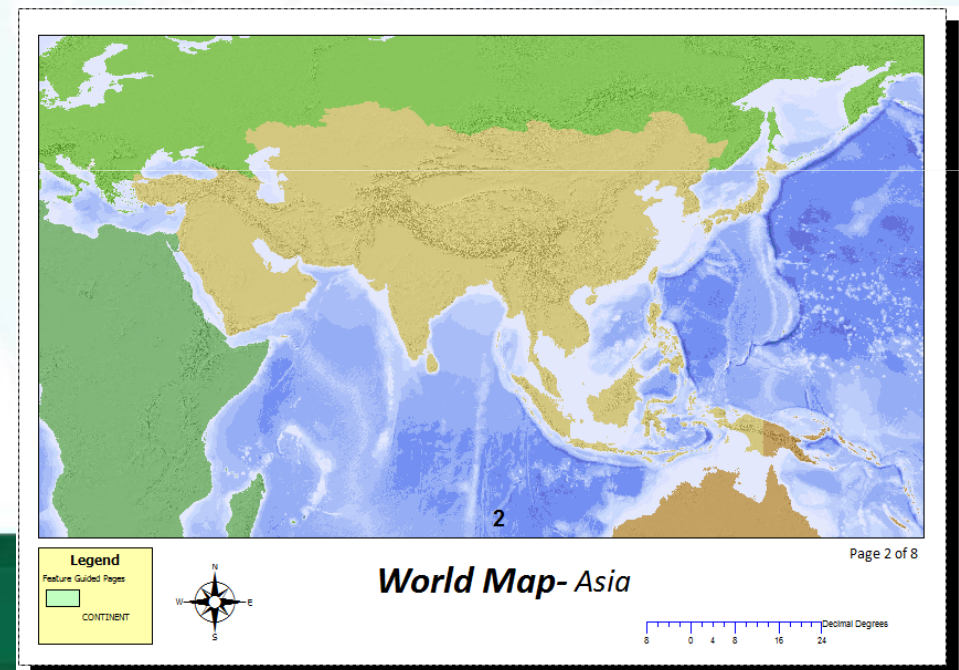 2
Page 2 of 8
Legend
Feature Guided Pages
CONTINENT
N
W E
S
World Map- Asia
Decimal Degrees
8 0 4 8 16 24